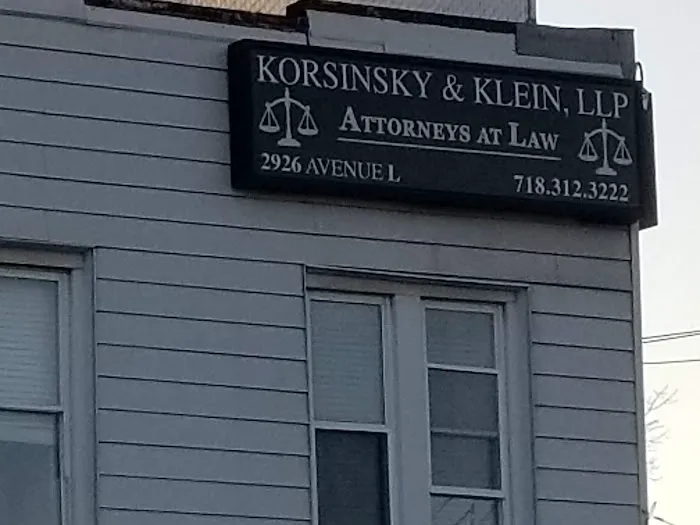 KORSINSKY & KLEIN, LLP
ATTORNEYS AT LAW
2926 AVENUE L
718.312.3222